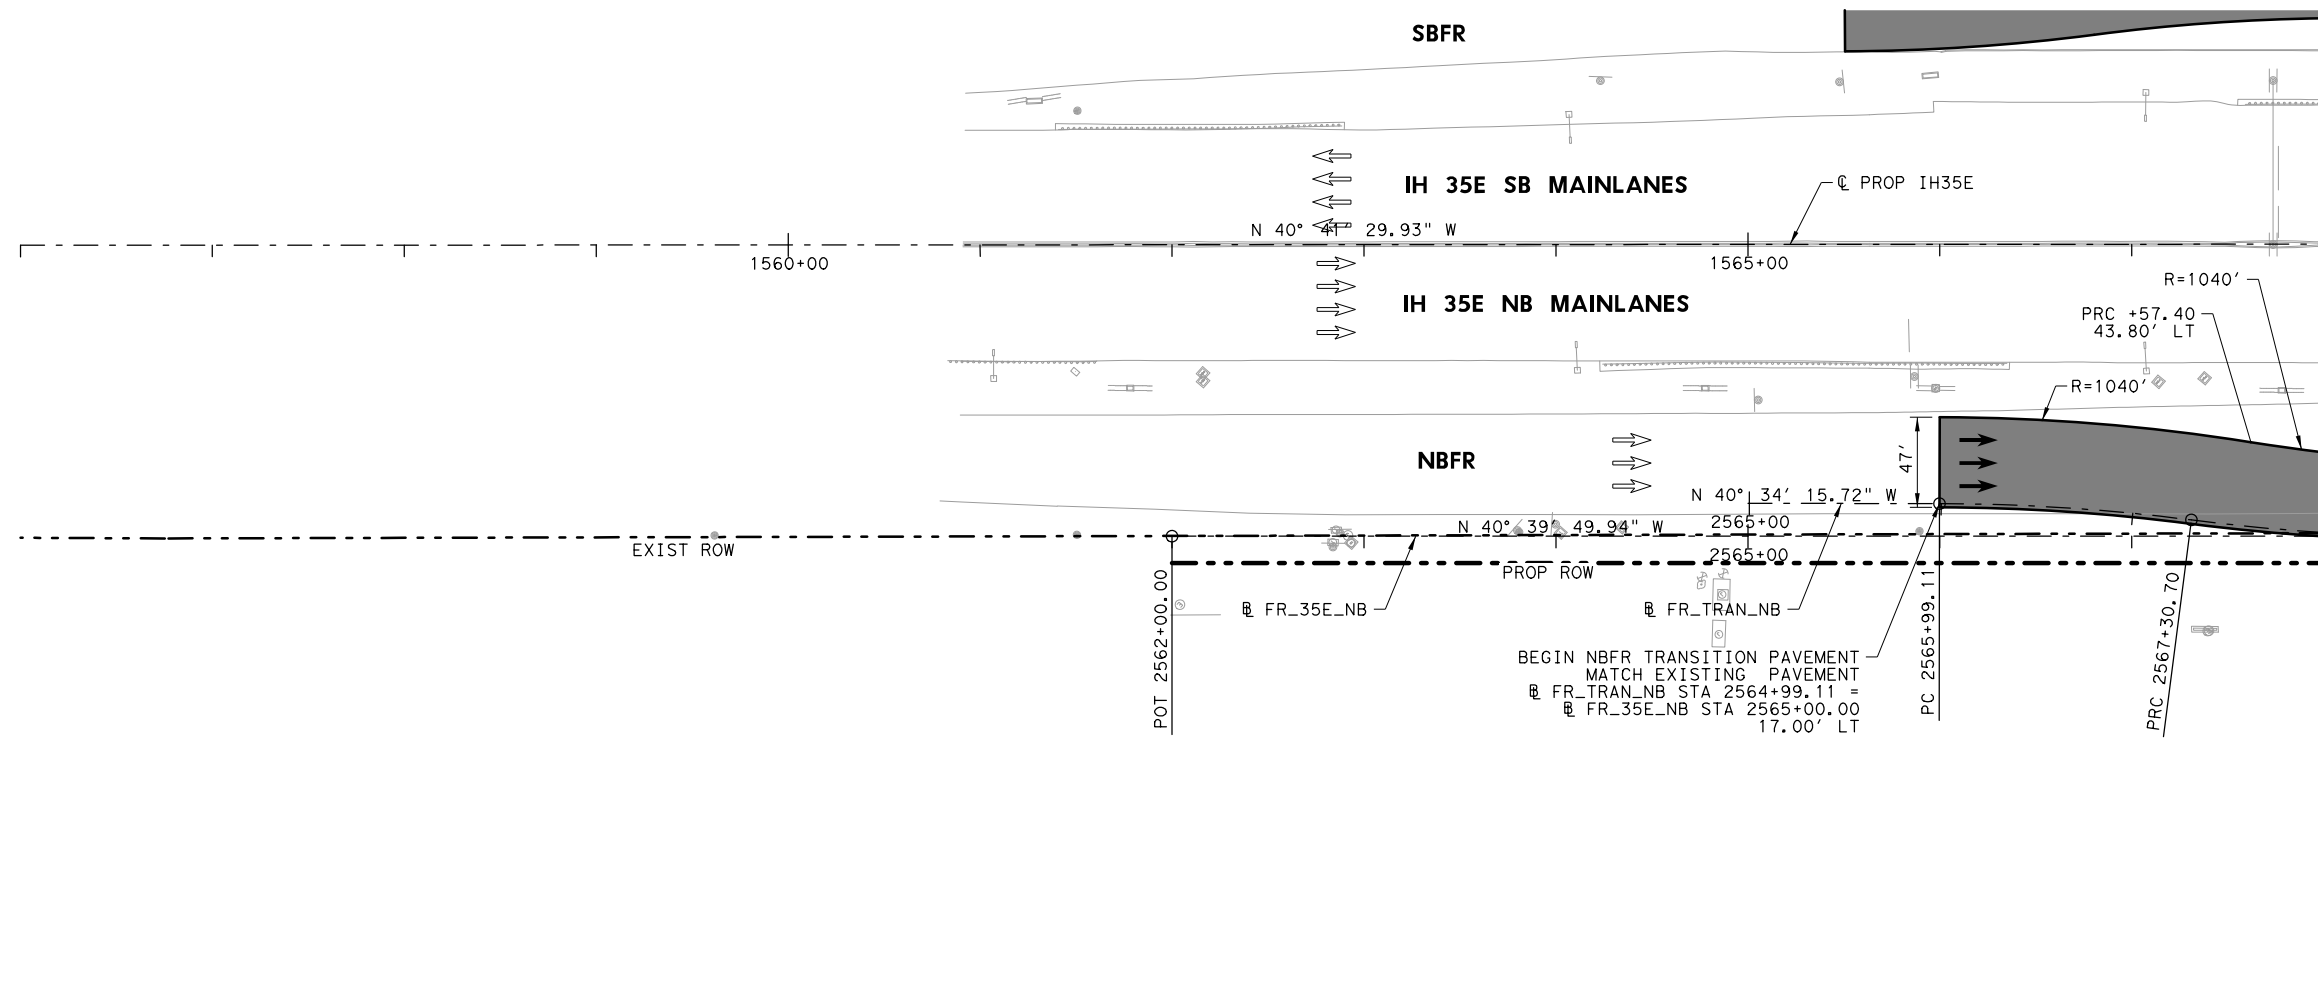 SBFR
IH 35E SB MAINLANES
℄ PROP IH35E
N 40° 41' 29.93" W
1560+00
1565+00
R=1040'
IH 35E NB MAINLANES
PRC +57.40
43.80' LT
R=1040'
47'
NBFR
N 40° 34' 15.72" W
2565+00
N 40° 39' 49.94" W
EXIST ROW
2565+00
PROP ROW
POT 2562+00.00
PC 2565+99.11
PRC 2567+30.70
BL FR_35E_NB
BL FR_TRAN_NB
BEGIN NBFR TRANSITION PAVEMENT
MATCH EXISTING PAVEMENT
BL FR_TRAN_NB STA 2564+99.11 =
BL FR_35E_NB STA 2565+00.00
17.00' LT